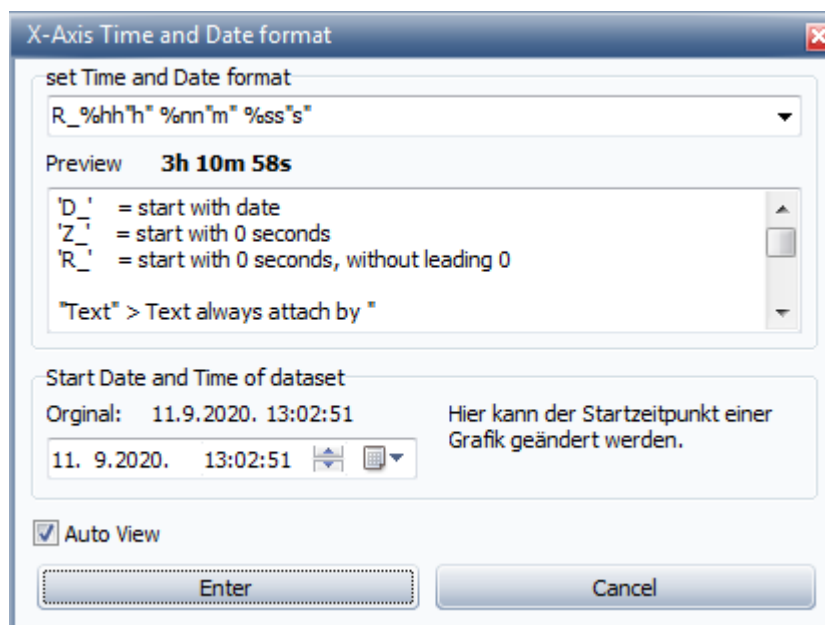 X-Axis Time and Date format
set Time and Date format
R_%hh"h" %nn"m" %ss"s"
Preview 3h 10m 58s
'D_' = start with date
'Z_' = start with 0 seconds
'R_' = start with 0 seconds, without leading 0
"Text" > Text always attach by "
Start Date and Time of dataset
Orginal: 11.9.2020. 13:02:51
11. 9.2020. 13:02:51
Hier kann der Startzeitpunkt einer
Grafik geändert werden.
Auto View
Enter
Cancel